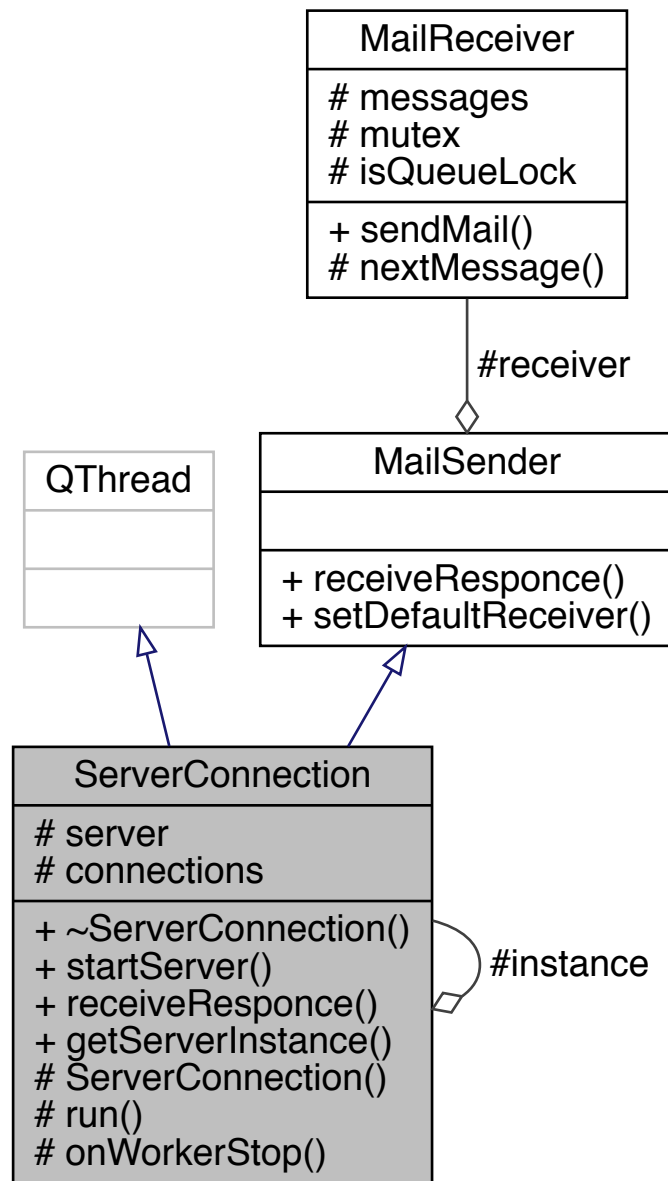 MailReceiver
# messages
# mutex
# isQueueLock
+ sendMail()
# nextMessage()
#receiver
QThread
MailSender
+ receiveResponce()
+ setDefaultReceiver()
ServerConnection
# server
# connections
+ ~ServerConnection()
+ startServer()
+ receiveResponce()
+ getServerInstance()
# ServerConnection()
# run()
# onWorkerStop()
#instance